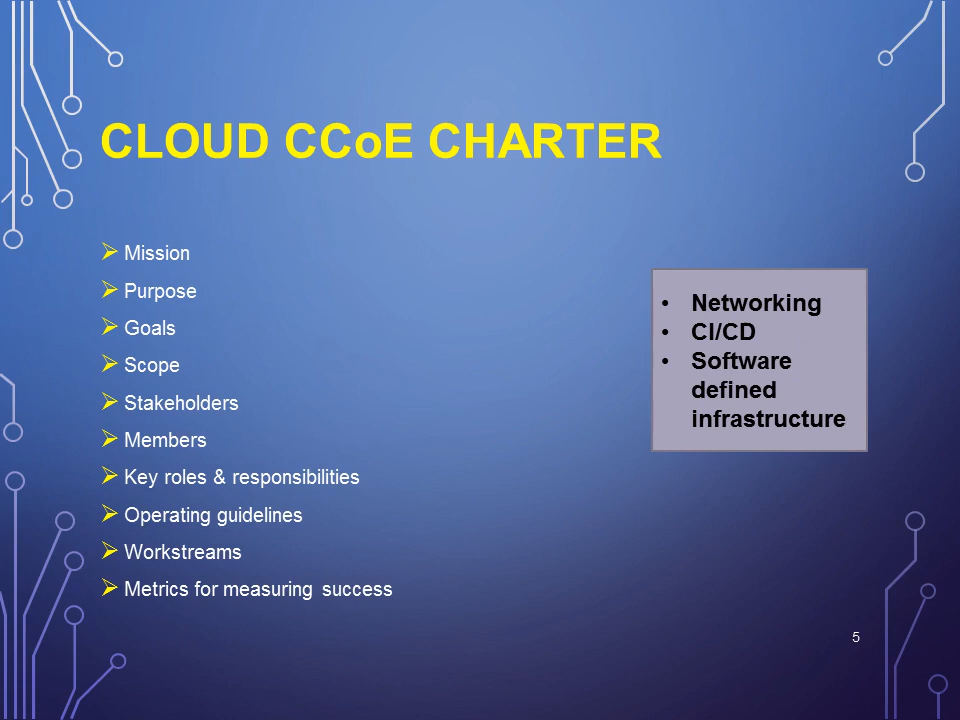 CLOUD CCoE CHARTER
Mission
Purpose
Goals
Scope
Stakeholders
Members
Key roles & responsibilities
Operating guidelines
Workstreams
Metrics for measuring success
• Networking
• CI/CD
• Software
defined
infrastructure
5